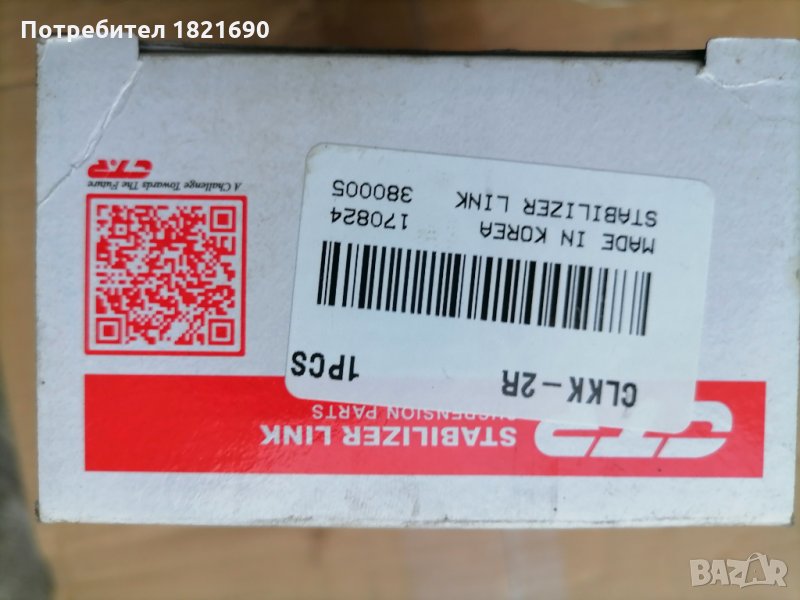 Потребител 1821690
CTR
STABILIZER LINK
SUSPENSION PARTS
CLKK-2R 1PCS
MADE IN KOREA 170824
STABILIZER LINK 380005
CTR
A Challenge Towards The Future
BAZAR